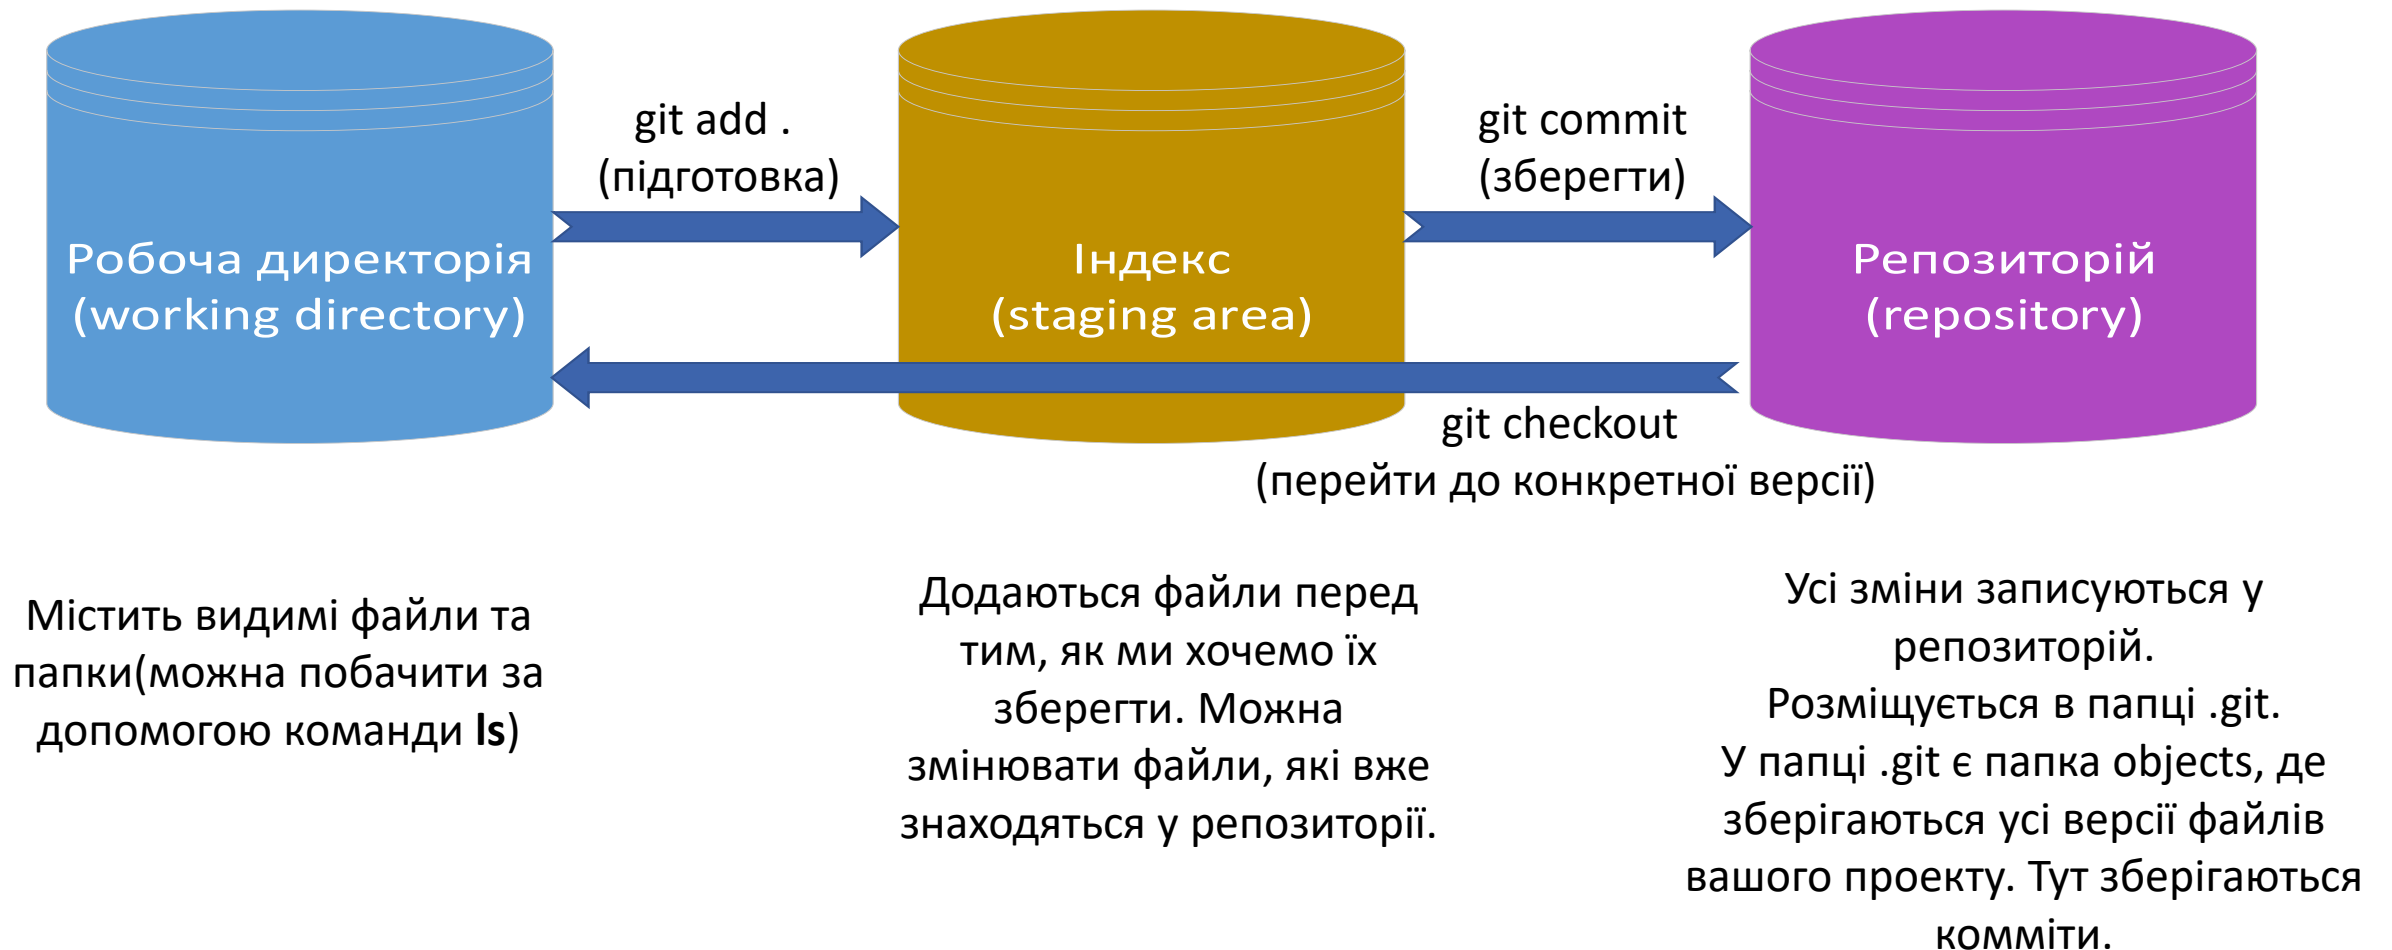 git add .
(підготовка)
git commit
(зберегти)
Робоча директорія
(working directory)
Індекс
(staging area)
Репозиторій
(repository)
git checkout
(перейти до конкретної версії)
Містить видимі файли та
папки(можна побачити за
допомогою команди ls)
Додаються файли перед
тим, як ми хочемо їх
зберегти. Можна
змінювати файли, які вже
знаходяться у репозиторії.
Усі зміни записуються у
репозиторій.
Розміщується в папці .git.
У папці .git є папка objects, де
зберігаються усі версії файлів
вашого проекту. Тут зберігаються
комміти.